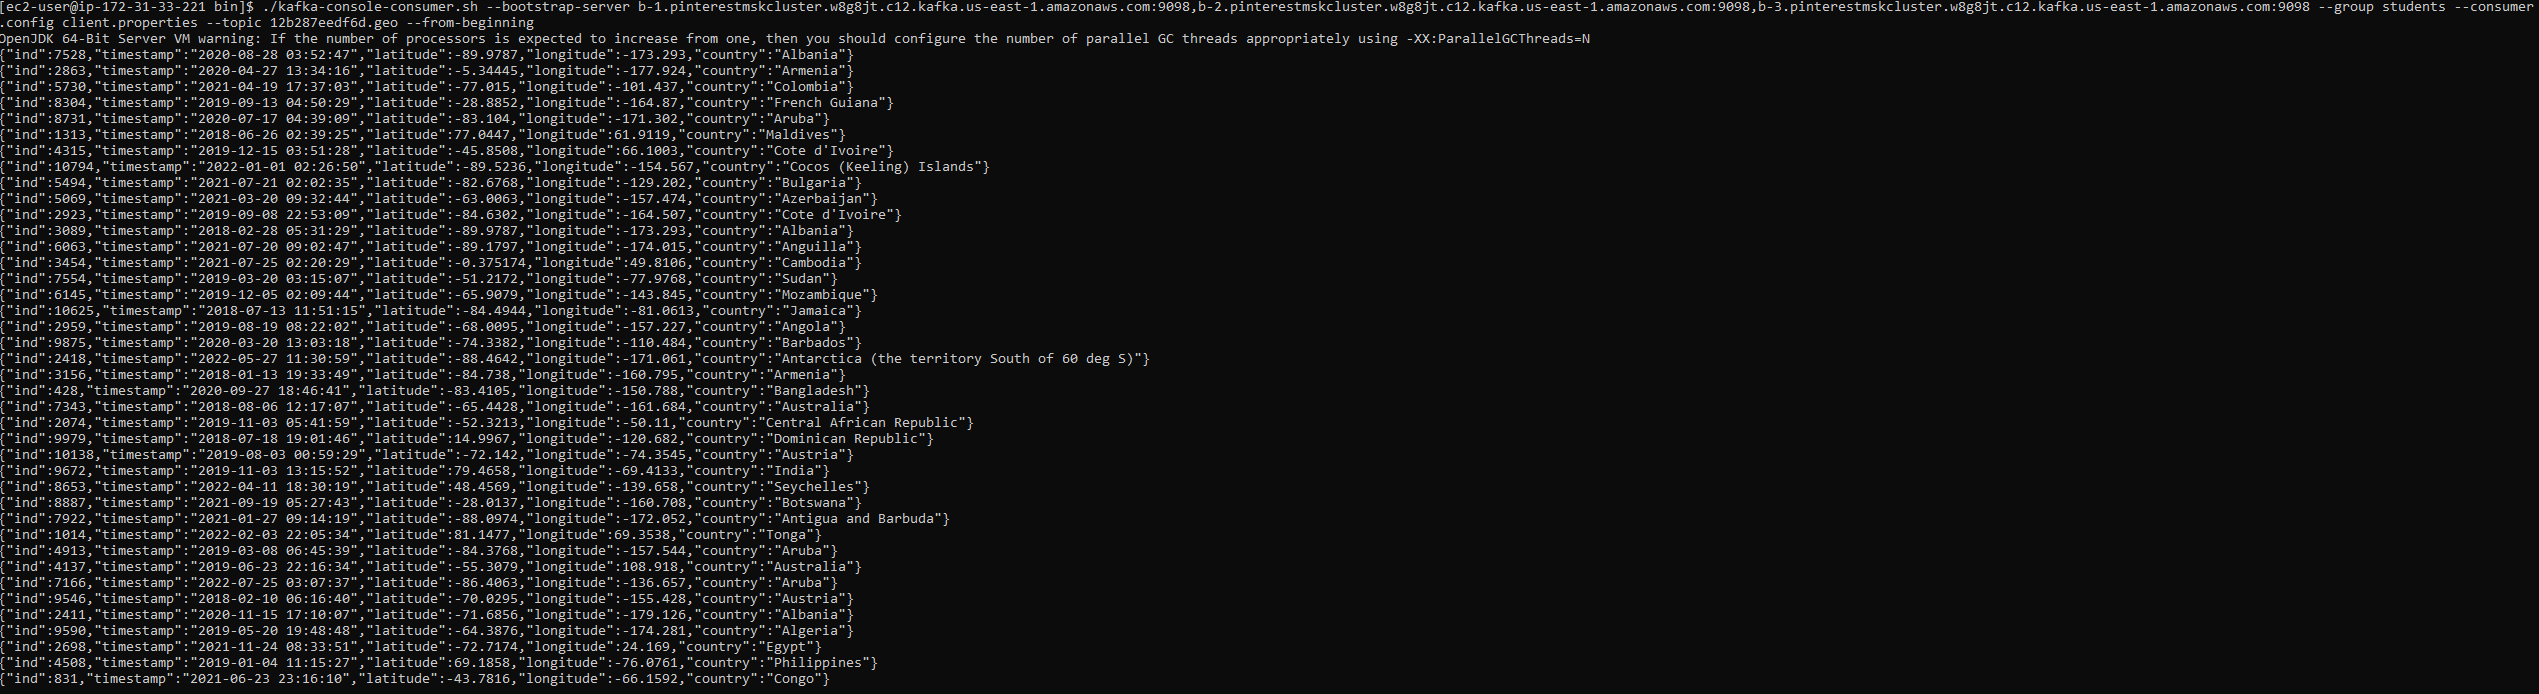 [ec2-user@ip-172-31-33-221 bin]$ ./kafka-console-consumer.sh --bootstrap-server b-1.pinterestmskcluster.w8g8jt.c12.kafka.us-east-1.amazonaws.com:9098,b-2.pinterestmskcluster.w8g8jt.c12.kafka.us-east-1.amazonaws.com:9098,b-3.pinterestmskcluster.w8g8jt.c12.kafka.us-east-1.amazonaws.com:9098 --group students --consumer
.config client.properties --topic 12b287eedf6d.geo --from-beginning
OpenJDK 64-Bit Server VM warning: If the number of processors is expected to increase from one, then you should configure the number of parallel GC threads appropriately using -XX:ParallelGCThreads=N
{"ind":7528,"timestamp":"2020-08-28 03:52:47","latitude":-89.9787,"longitude":-173.293,"country":"Albania"}
{"ind":2863,"timestamp":"2020-04-27 13:34:16","latitude":-5.34445,"longitude":-177.924,"country":"Armenia"}
{"ind":5730,"timestamp":"2021-04-19 17:37:03","latitude":-77.015,"longitude":-101.437,"country":"Colombia"}
{"ind":8304,"timestamp":"2019-09-13 04:50:29","latitude":-28.8852,"longitude":-164.87,"country":"French Guiana"}
{"ind":8731,"timestamp":"2020-07-17 04:39:09","latitude":-83.104,"longitude":-171.302,"country":"Aruba"}
{"ind":1313,"timestamp":"2018-06-26 02:39:25","latitude":77.0447,"longitude":61.9119,"country":"Maldives"}
{"ind":4315,"timestamp":"2019-12-15 03:51:28","latitude":-45.8508,"longitude":66.1003,"country":"Cote d'Ivoire"}
{"ind":10794,"timestamp":"2022-01-01 02:26:50","latitude":-89.5236,"longitude":-154.567,"country":"Cocos (Keeling) Islands"}
{"ind":5494,"timestamp":"2021-07-21 02:02:35","latitude":-82.6768,"longitude":-129.202,"country":"Bulgaria"}
{"ind":5069,"timestamp":"2021-03-20 09:32:44","latitude":-63.0063,"longitude":-157.474,"country":"Azerbaijan"}
{"ind":2923,"timestamp":"2019-09-08 22:53:09","latitude":-84.6302,"longitude":-164.507,"country":"Cote d'Ivoire"}
{"ind":3089,"timestamp":"2018-02-28 05:31:29","latitude":-89.9787,"longitude":-173.293,"country":"Albania"}
{"ind":6063,"timestamp":"2021-07-20 09:02:47","latitude":-89.1797,"longitude":-174.015,"country":"Anguilla"}
{"ind":3454,"timestamp":"2021-07-25 02:20:29","latitude":-0.375174,"longitude":49.8106,"country":"Cambodia"}
{"ind":7554,"timestamp":"2019-03-20 03:15:07","latitude":-51.2172,"longitude":-77.9768,"country":"Sudan"}
{"ind":6145,"timestamp":"2019-12-05 02:09:44","latitude":-65.9079,"longitude":-143.845,"country":"Mozambique"}
{"ind":10625,"timestamp":"2018-07-13 11:51:15","latitude":-84.4944,"longitude":-81.0613,"country":"Jamaica"}
{"ind":2959,"timestamp":"2019-08-19 08:22:02","latitude":-68.0095,"longitude":-157.227,"country":"Angola"}
{"ind":9875,"timestamp":"2020-03-20 13:03:18","latitude":-74.3382,"longitude":-110.484,"country":"Barbados"}
{"ind":2418,"timestamp":"2022-05-27 11:30:59","latitude":-88.4642,"longitude":-171.061,"country":"Antarctica (the territory South of 60 deg S)"}
{"ind":3156,"timestamp":"2018-01-13 19:33:49","latitude":-84.738,"longitude":-160.795,"country":"Armenia"}
{"ind":428,"timestamp":"2020-09-27 18:46:41","latitude":-83.4105,"longitude":-150.788,"country":"Bangladesh"}
{"ind":7343,"timestamp":"2018-08-06 12:17:07","latitude":-65.4428,"longitude":-161.684,"country":"Australia"}
{"ind":2074,"timestamp":"2019-11-03 05:41:59","latitude":-52.3213,"longitude":-50.11,"country":"Central African Republic"}
{"ind":9979,"timestamp":"2018-07-18 19:01:46","latitude":14.9967,"longitude":-120.682,"country":"Dominican Republic"}
{"ind":10138,"timestamp":"2019-08-03 00:59:29","latitude":-72.142,"longitude":-74.3545,"country":"Austria"}
{"ind":9672,"timestamp":"2019-11-03 13:15:52","latitude":79.4658,"longitude":-69.4133,"country":"India"}
{"ind":8653,"timestamp":"2022-04-11 18:30:19","latitude":48.4569,"longitude":-139.658,"country":"Seychelles"}
{"ind":8887,"timestamp":"2021-09-19 05:27:43","latitude":-28.0137,"longitude":-160.708,"country":"Botswana"}
{"ind":7922,"timestamp":"2021-01-27 09:14:19","latitude":-88.0974,"longitude":-172.052,"country":"Antigua and Barbuda"}
{"ind":1014,"timestamp":"2022-02-03 22:05:34","latitude":81.1477,"longitude":69.3538,"country":"Tonga"}
{"ind":4913,"timestamp":"2019-03-08 06:45:39","latitude":-84.3768,"longitude":-157.544,"country":"Aruba"}
{"ind":4137,"timestamp":"2019-06-23 22:16:34","latitude":-55.3079,"longitude":108.918,"country":"Australia"}
{"ind":7166,"timestamp":"2022-07-25 03:07:37","latitude":-86.4063,"longitude":-136.657,"country":"Aruba"}
{"ind":9546,"timestamp":"2018-02-10 06:16:40","latitude":-70.0295,"longitude":-155.428,"country":"Austria"}
{"ind":2411,"timestamp":"2020-11-15 17:10:07","latitude":-71.6856,"longitude":-179.126,"country":"Albania"}
{"ind":9590,"timestamp":"2019-05-20 19:48:48","latitude":-64.3876,"longitude":-174.281,"country":"Algeria"}
{"ind":2698,"timestamp":"2021-11-24 08:33:51","latitude":-72.7174,"longitude":24.169,"country":"Egypt"}
{"ind":4508,"timestamp":"2019-01-04 11:15:27","latitude":69.1858,"longitude":-76.0761,"country":"Philippines"}
{"ind":831,"timestamp":"2021-06-23 23:16:10","latitude":-43.7816,"longitude":-66.1592,"country":"Congo"}